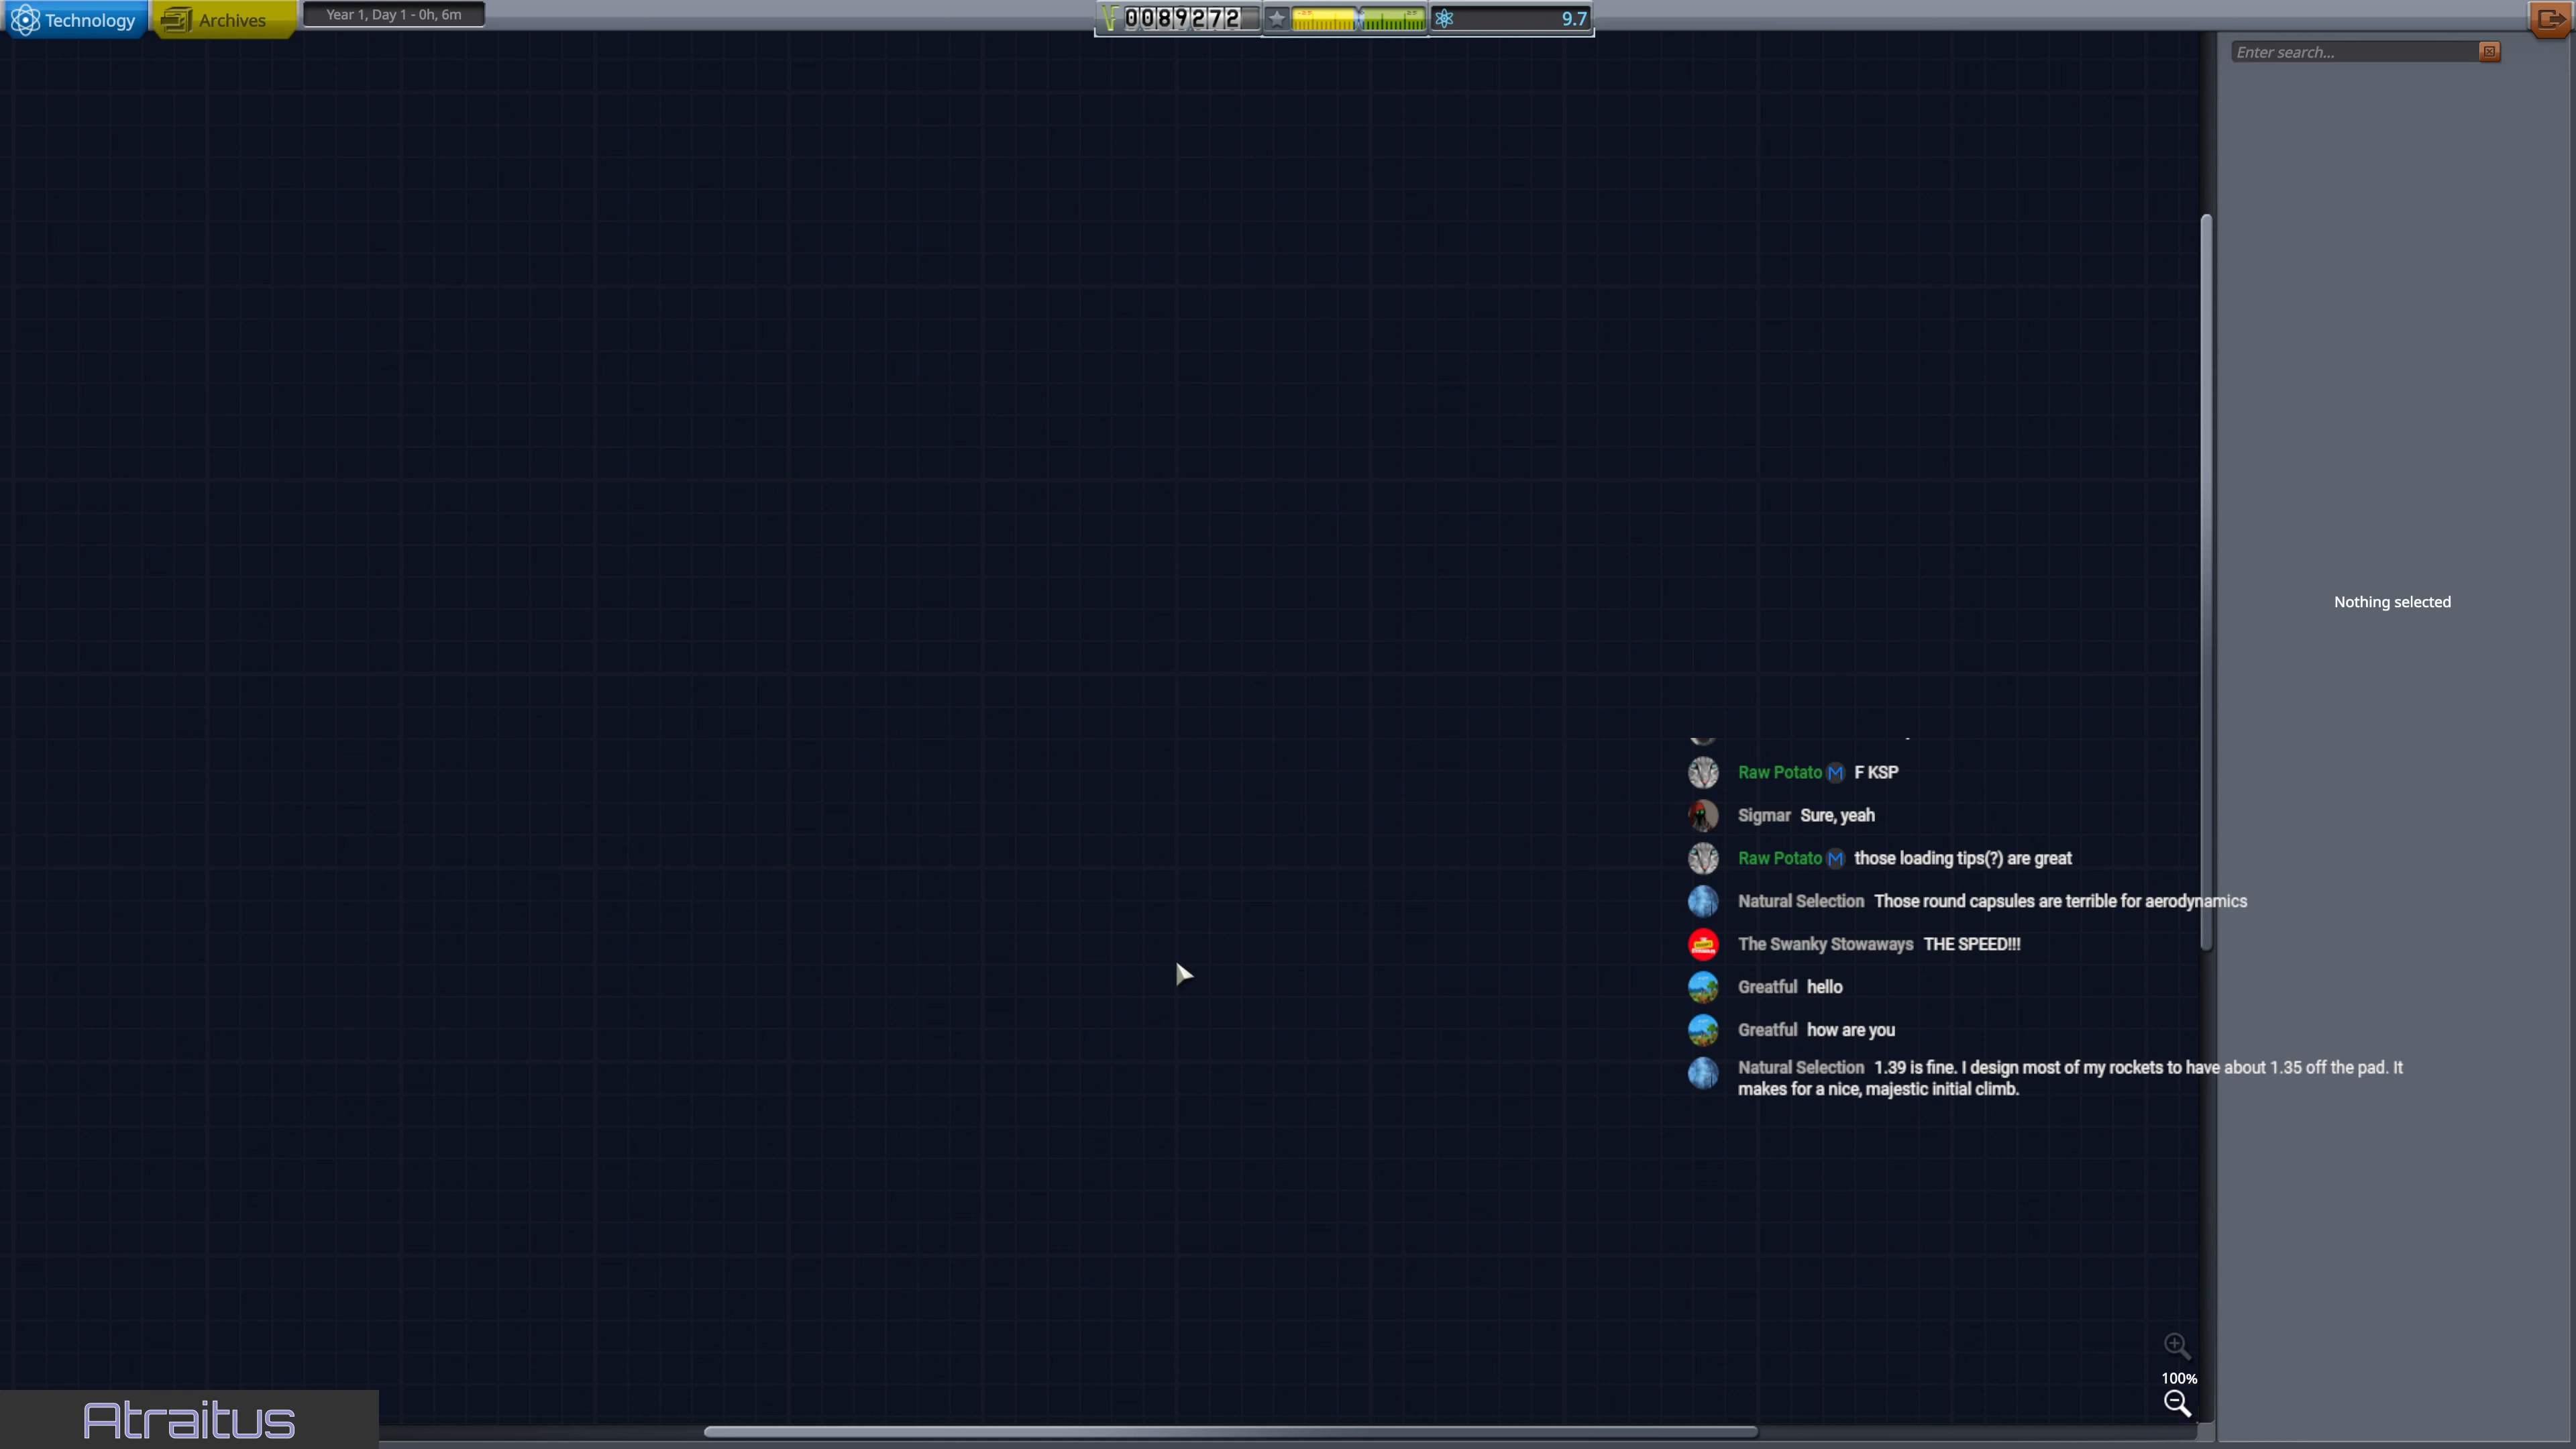 Technology
Archives
Year 1, Day 1 - 0h, 6m
0089272
9.7
Enter search...
Nothing selected
Raw Potato F KSP
Sigmar Sure, yeah
Raw Potato those loading tips(?) are great
Natural Selection Those round capsules are terrible for aerodynamics
The Swanky Stowaways THE SPEED!!!
Greatful hello
Greatful how are you
Natural Selection 1.39 is fine. I design most of my rockets to have about 1.35 off the pad. It
makes for a nice, majestic initial climb.
100%
Atraitus